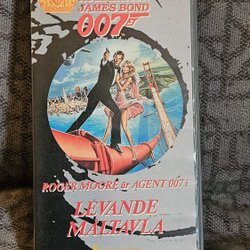 JAMES BOND
007
ROGER MOORE är AGENT 007 i
LEVANDE
MÅLTAVLA